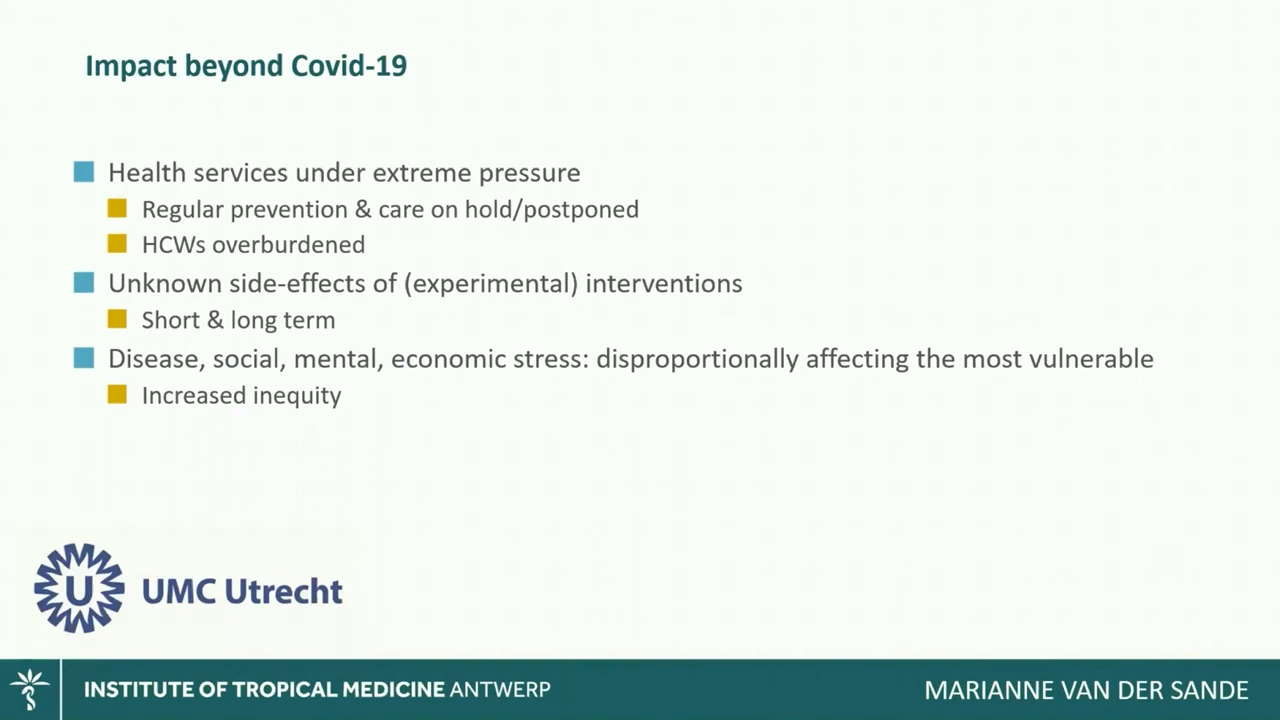 Impact beyond Covid-19
Health services under extreme pressure
Regular prevention & care on hold/postponed
HCWs overburdened
Unknown side-effects of (experimental) interventions
Short & long term
Disease, social, mental, economic stress: disproportionally affecting the most vulnerable
Increased inequity
U UMC Utrecht
INSTITUTE OF TROPICAL MEDICINE ANTWERP
MARIANNE VAN DER SANDE